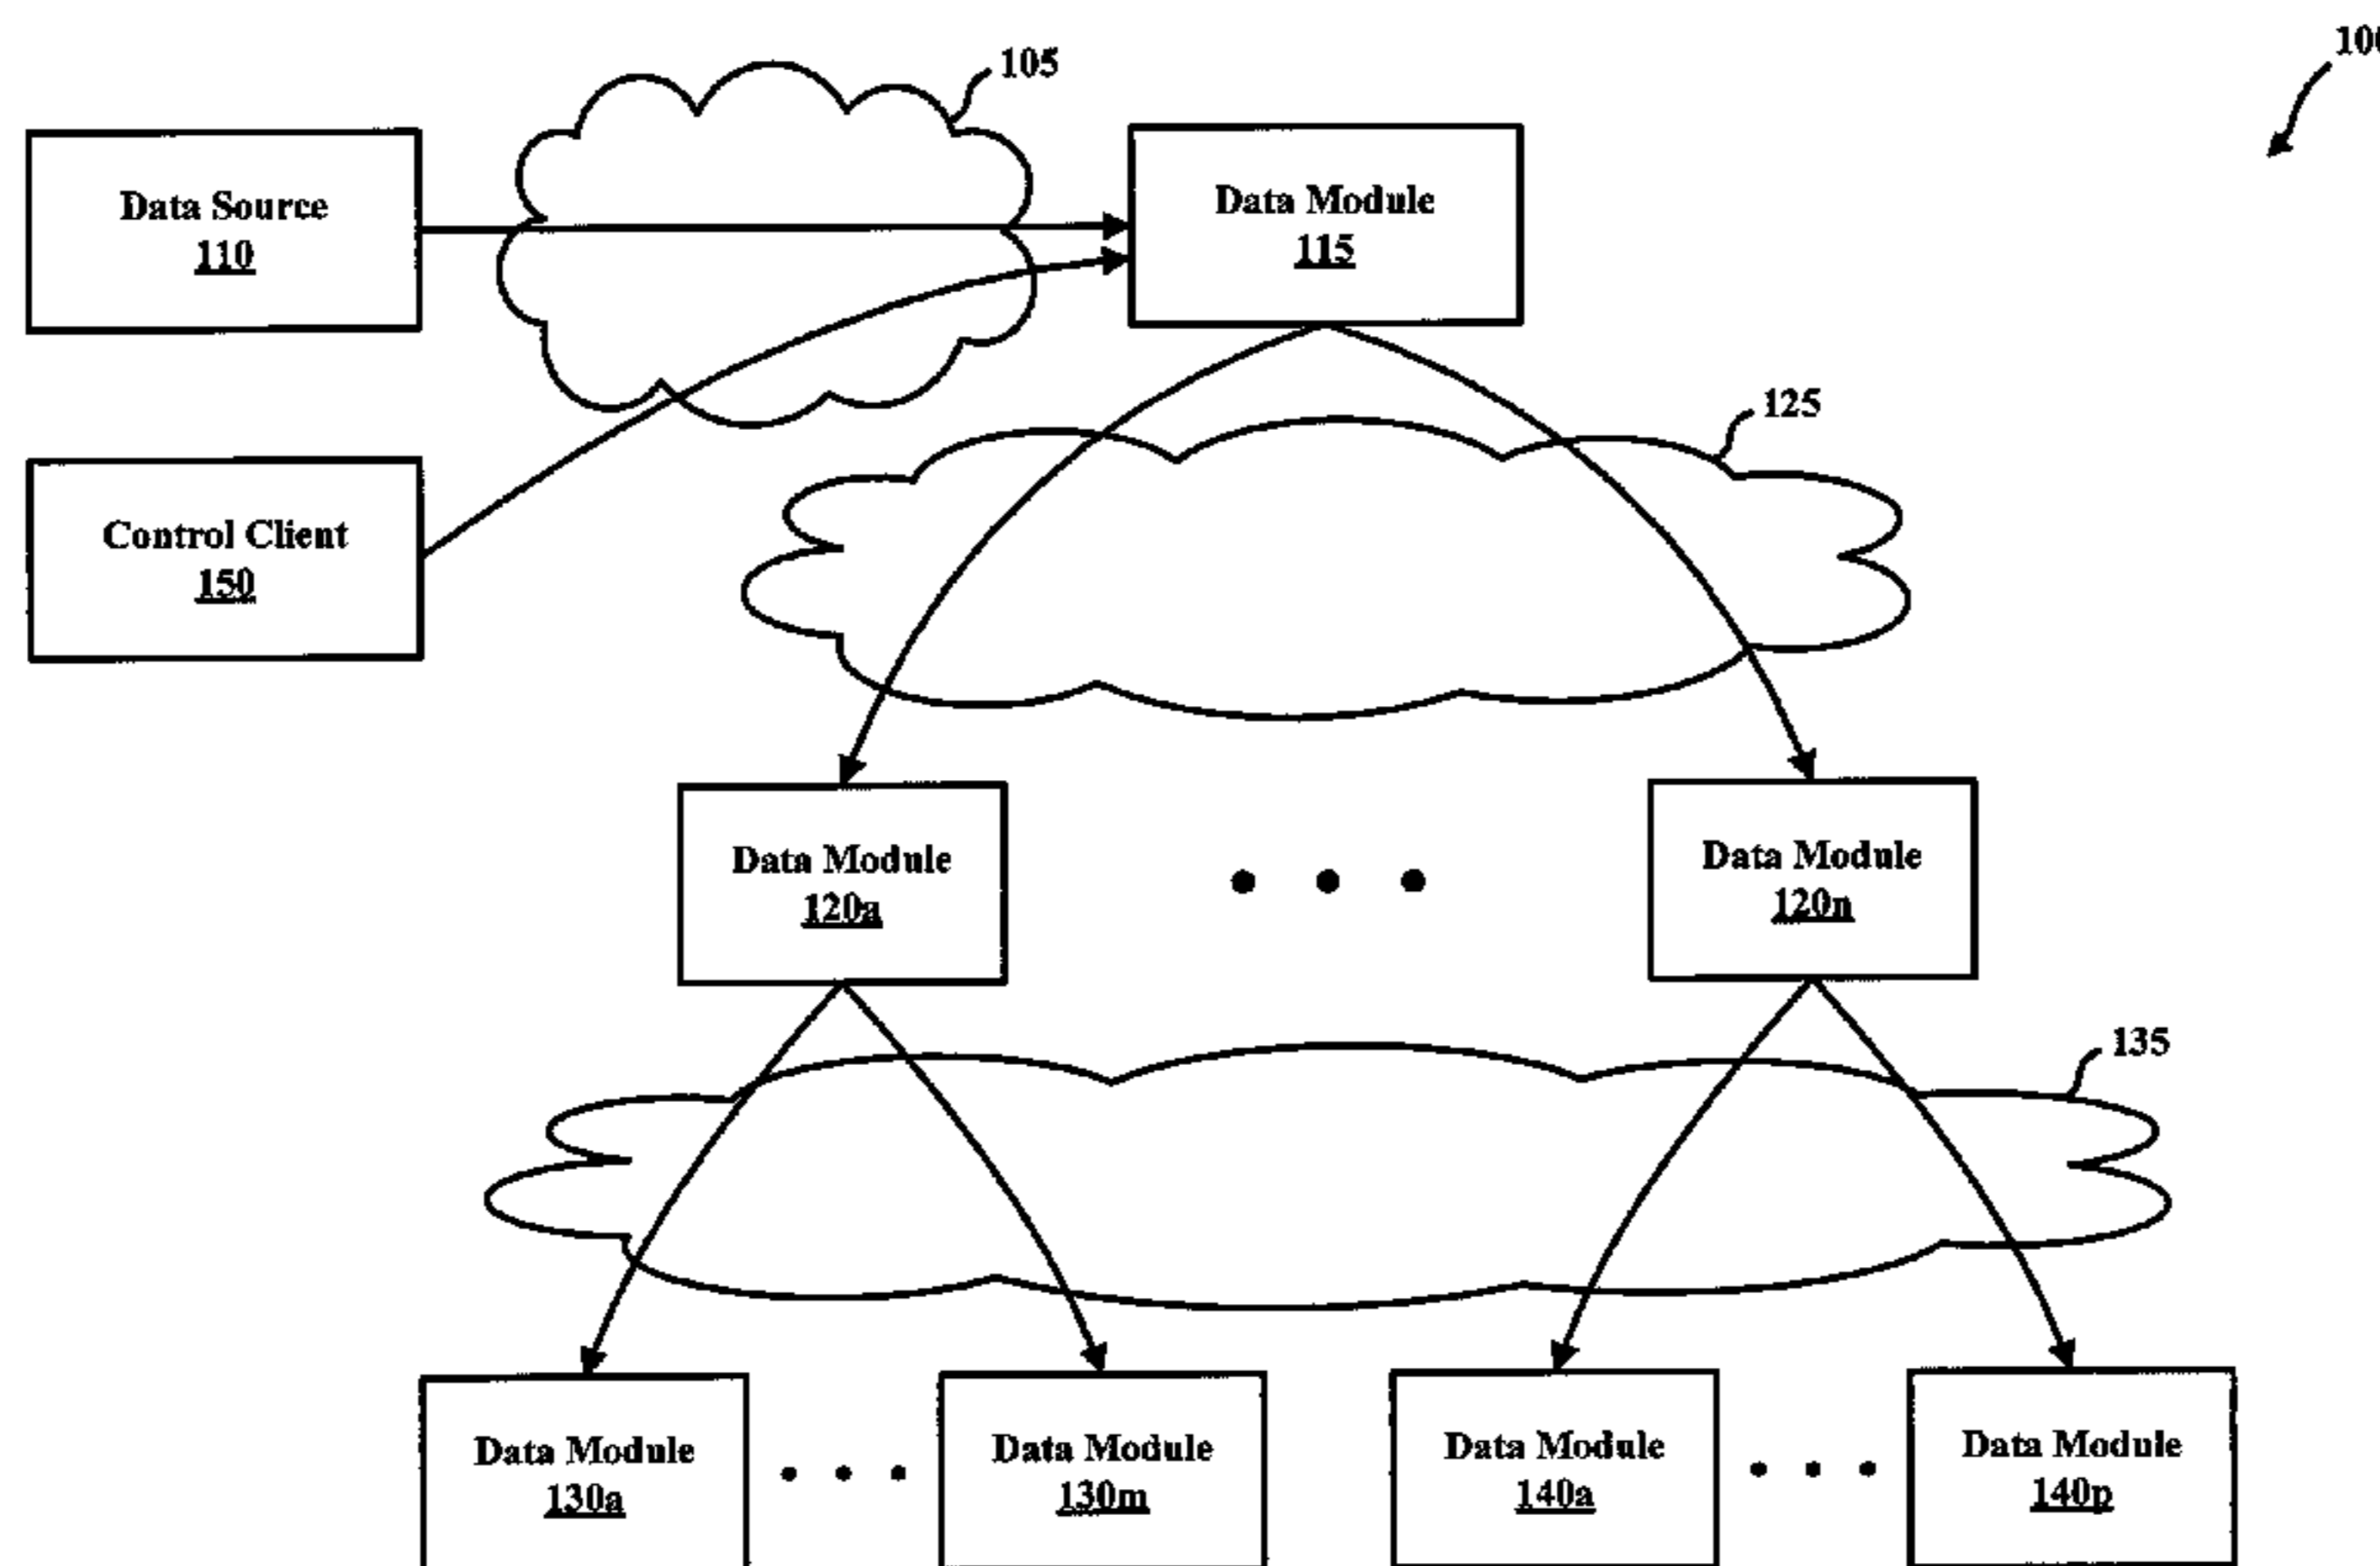 100
105
Data Source
110
Data Module
115
125
Control Client
150
Data Module
120a
Data Module
120n
135
Data Module
130a
Data Module
130m
Data Module
140a
Data Module
140p